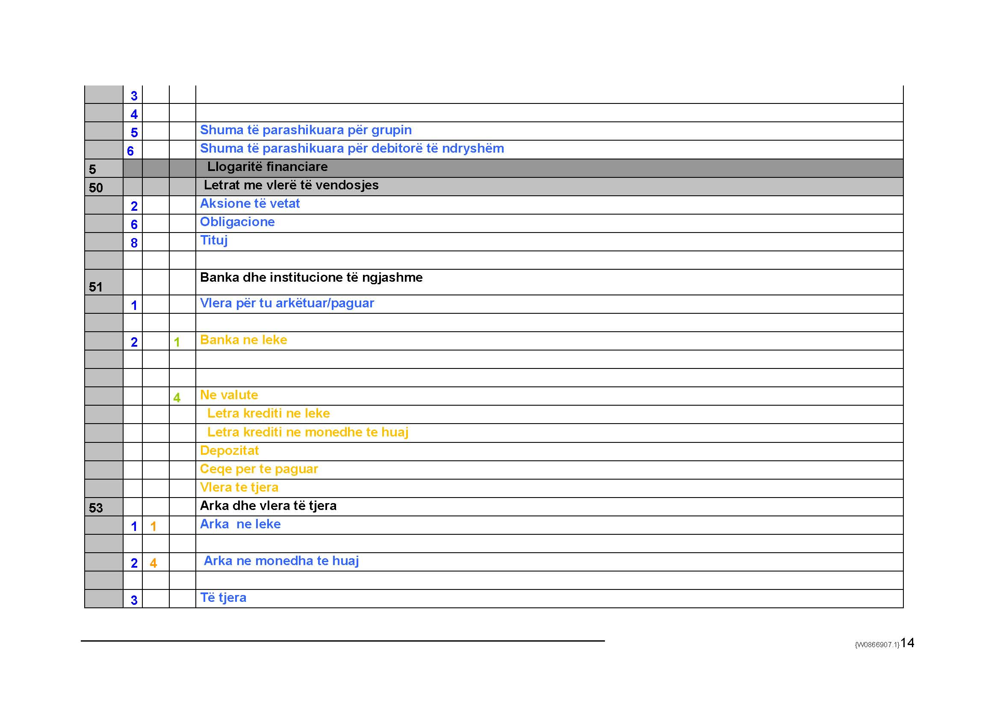 3
4
5 Shuma të parashikuara për grupin
6 Shuma të parashikuara për debitorë të ndryshëm
5 Llogaritë financiare
50 Letrat me vlerë të vendosjes
2 Aksione të vetat
6 Obligacione
8 Tituj
51 Banka dhe institucione të ngjashme
1 Vlera për tu arkëtuar/paguar
2 1 Banka ne leke
4 Ne valute
Letra krediti ne leke
Letra krediti ne monedhe te huaj
Depozitat
Ceqe per te paguar
Vlera te tjera
53 Arka dhe vlera të tjera
1 1 Arka ne leke
2 4 Arka ne monedha te huaj
3 Të tjera
{W0866907.1}14